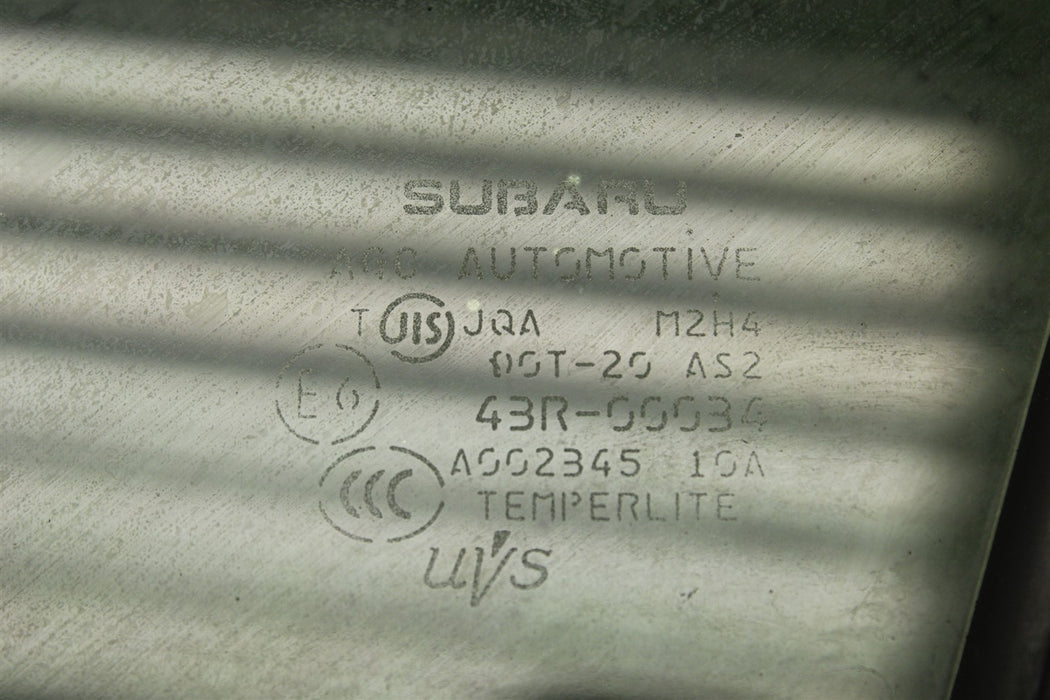 SUBARU
AGC AUTOMOTIVE
T JIS JQA M2H4
DOT-20 AS2
E6 43R-00034
CCC A002345 10A
TEMPERLITE
UVS